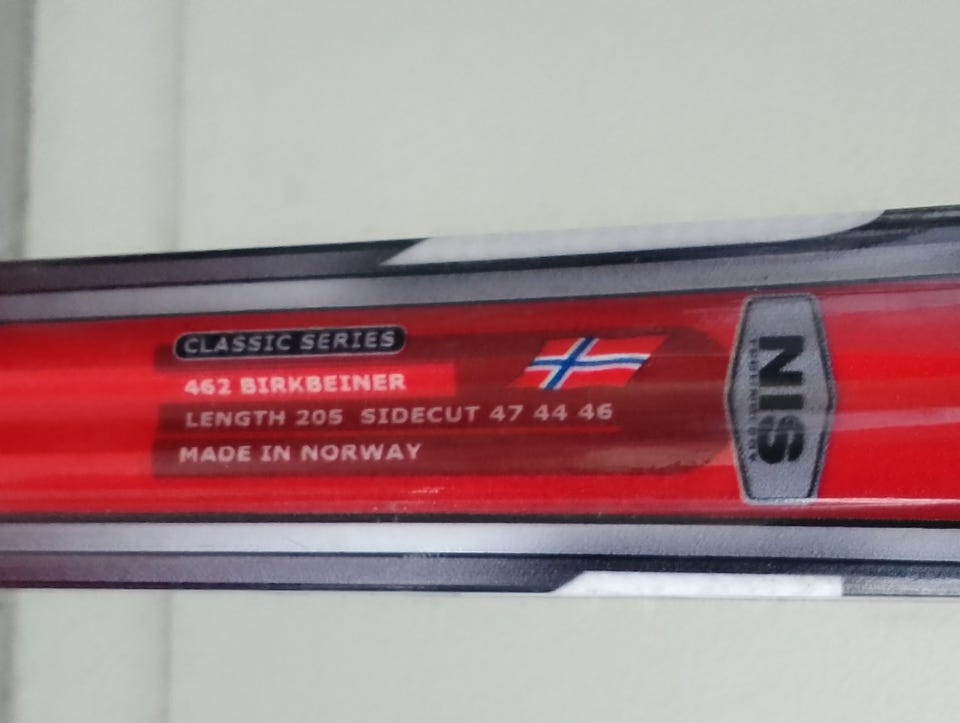 CLASSIC SERIES
462 BIRKBEINER
LENGTH 205 SIDECUT 47 44 46
MADE IN NORWAY
NIS